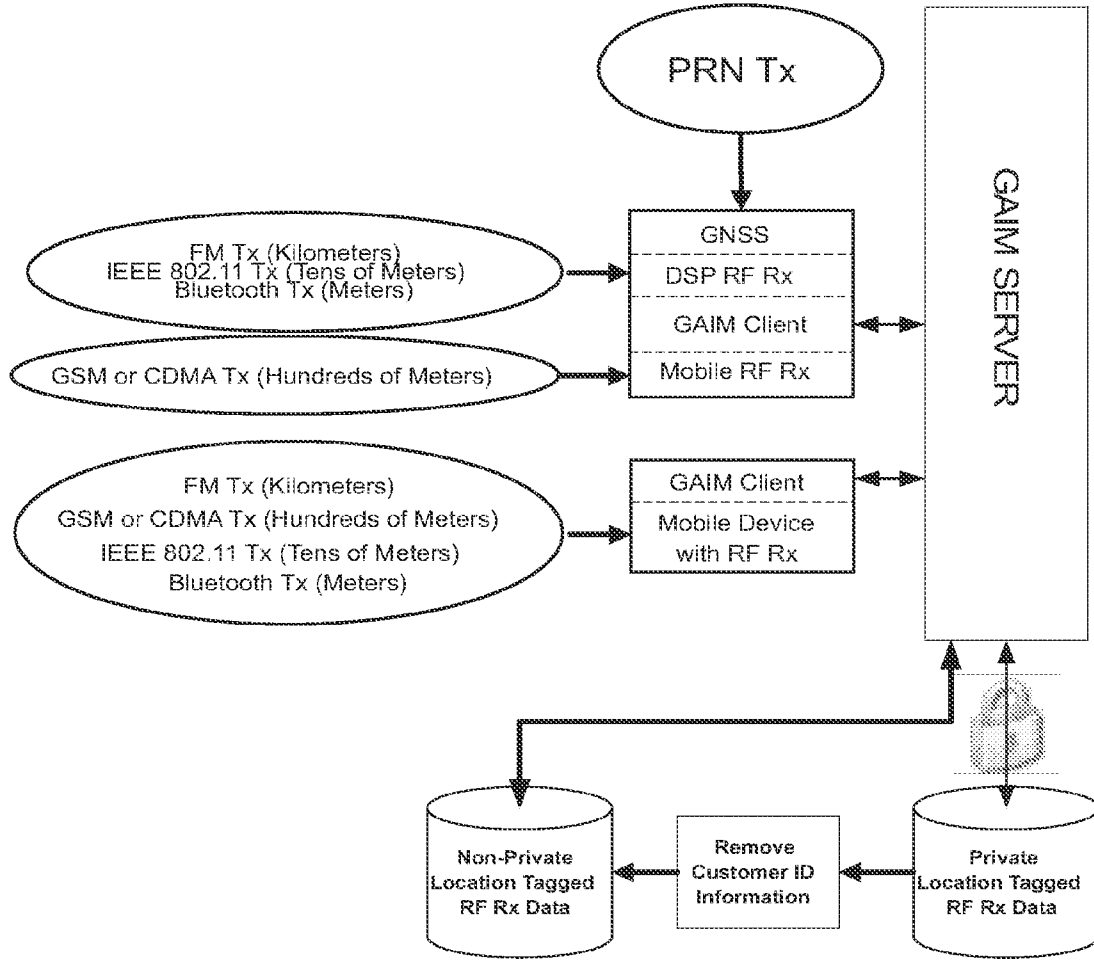 PRN Tx
GAIM SERVER
GNSS
DSP RF Rx
GAIM Client
Mobile RF Rx
FM Tx (Kilometers)
IEEE 802.11 Tx (Tens of Meters)
Bluetooth Tx (Meters)
GSM or CDMA Tx (Hundreds of Meters)
FM Tx (Kilometers)
GSM or CDMA Tx (Hundreds of Meters)
IEEE 802.11 Tx (Tens of Meters)
Bluetooth Tx (Meters)
GAIM Client
Mobile Device
with RF Rx
Non-Private
Location Tagged
RF Rx Data
Remove
Customer ID
Information
Private
Location Tagged
RF Rx Data